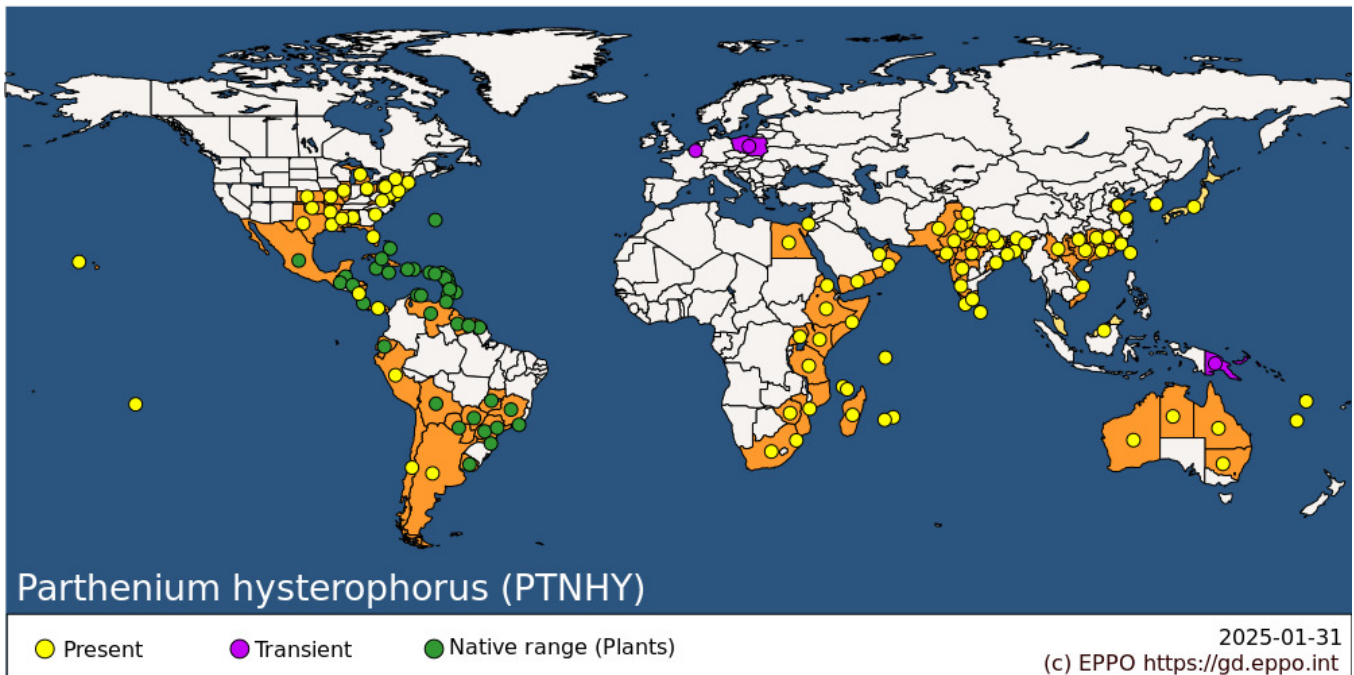 Parthenium hysterophorus (PTNHY)
Present
Transient
Native range (Plants)
2025-01-31
(c) EPPO https://gd.eppo.int